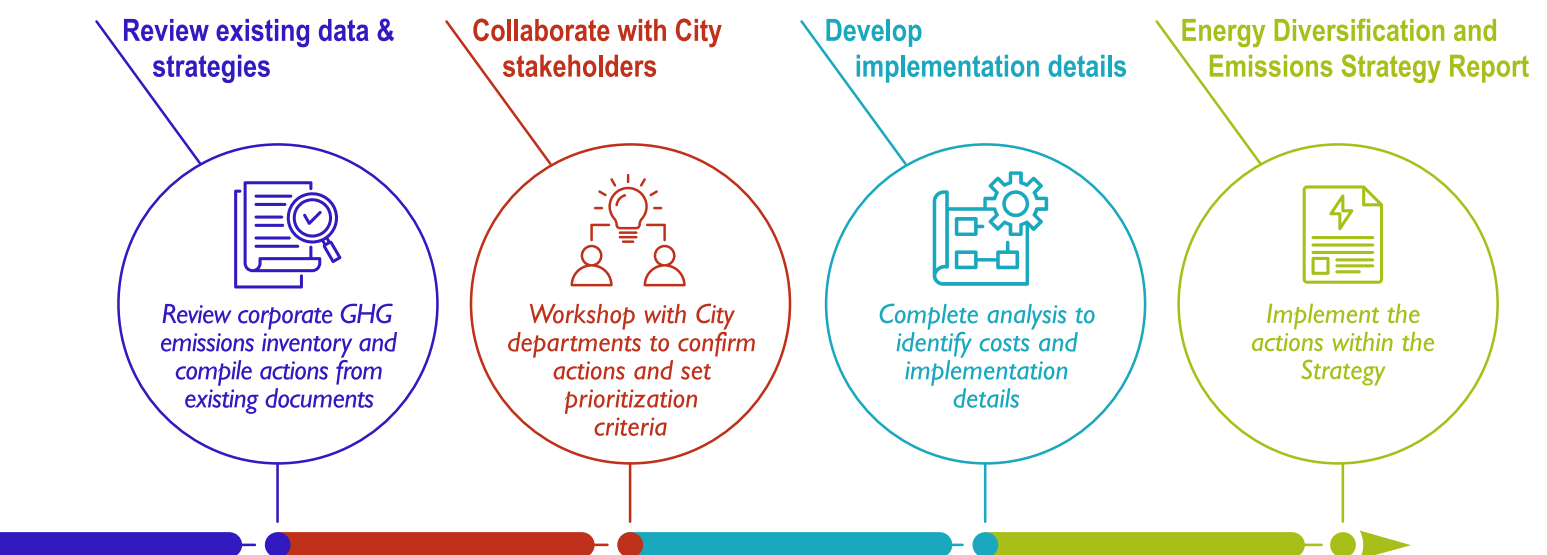 Review existing data &
strategies
Review corporate GHG
emissions inventory and
compile actions from
existing documents
Collaborate with City
stakeholders
Workshop with City
departments to confirm
actions and set
prioritization
criteria
Develop
implementation details
Complete analysis to
identify costs and
implementation
details
Energy Diversification and
Emissions Strategy Report
Implement the
actions within the
Strategy